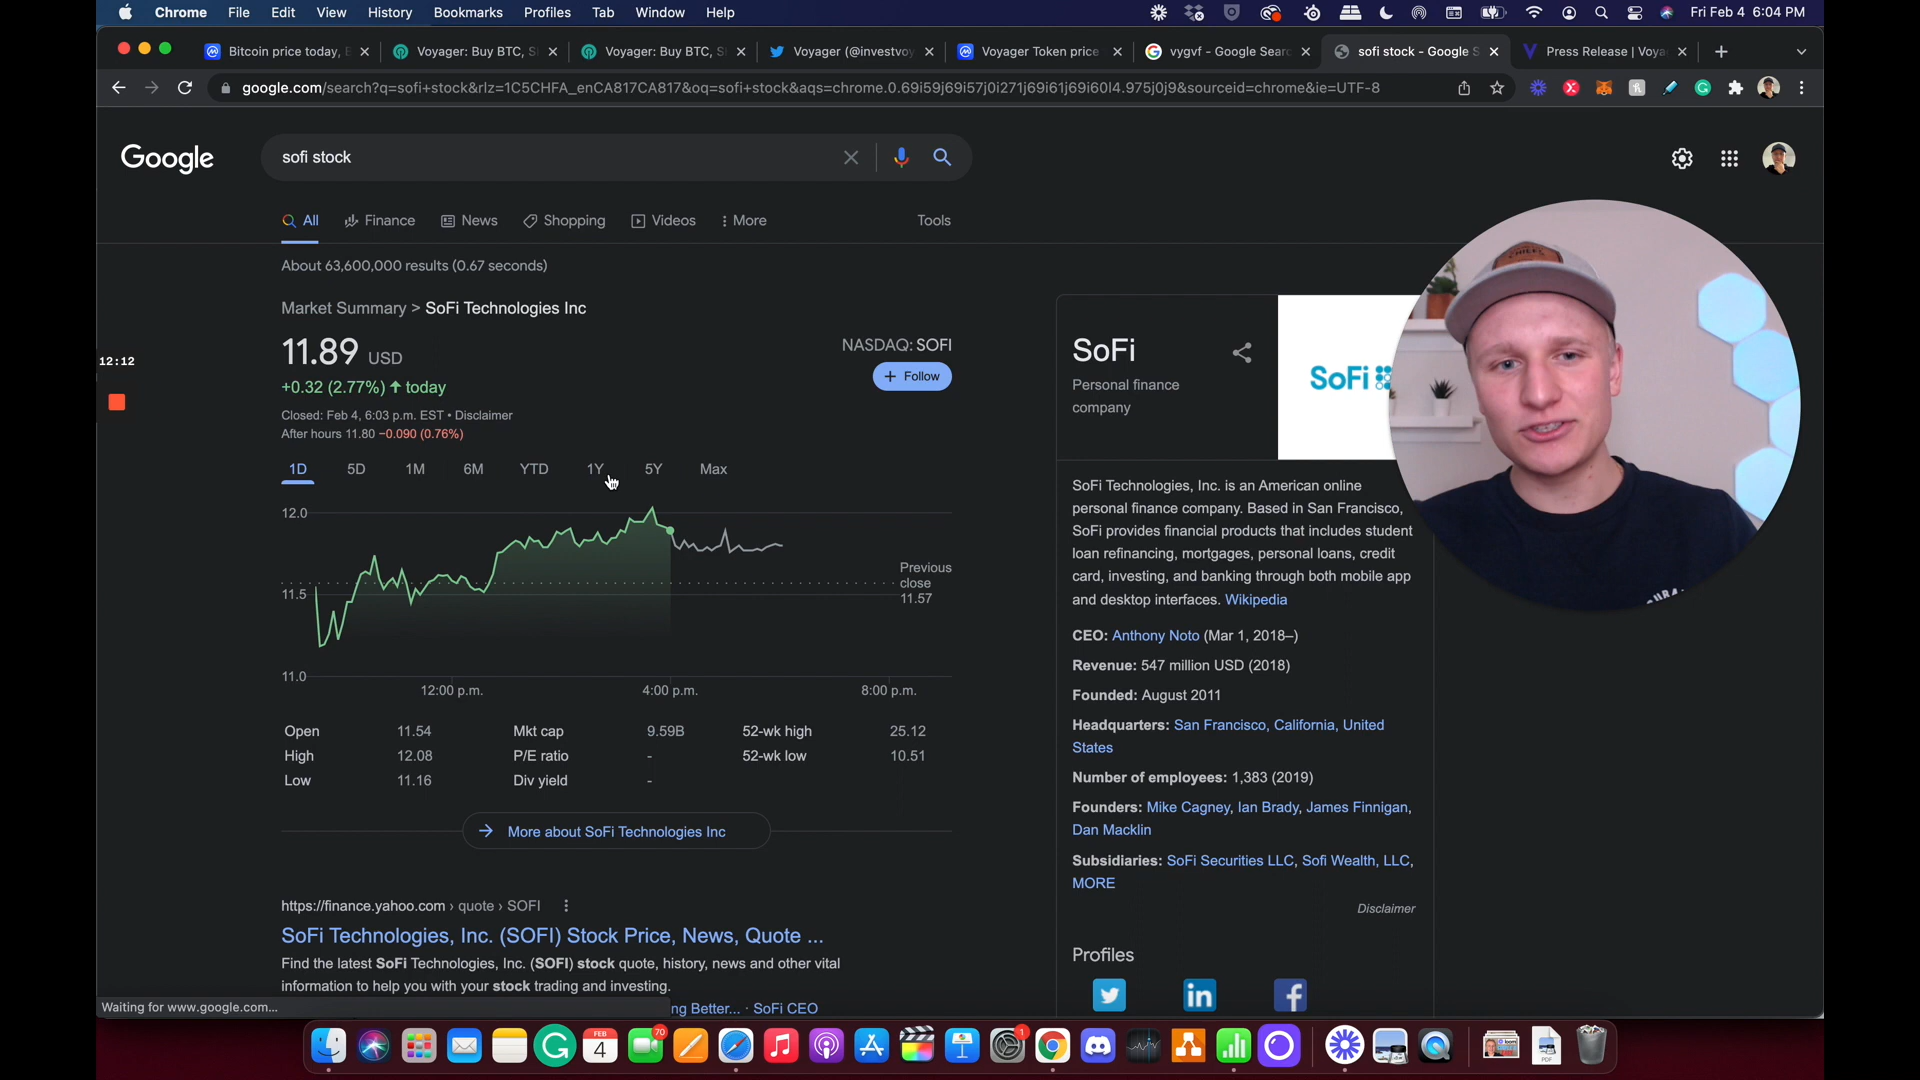 Chrome File Edit View History Bookmarks Profiles Tab Window Help Fri Feb 4 6:04 PM
Bitcoin price today, Voyager: Buy BTC, S Voyager: Buy BTC, S Voyager (@investvoy Voyager Token price vygvf - Google Searc sofi stock - Google S Press Release | Voya
google.com/search?q=sofi+stock&rlz=1C5CHFA_enCA817CA817&oq=sofi+stock&aqs=chrome.0.69i59j69i57j0i271j69i61j69i60l4.975j0j9&sourceid=chrome&ie=UTF-8
Google
sofi stock
All Finance News Shopping Videos More Tools
About 63,600,000 results (0.67 seconds)
Market Summary > SoFi Technologies Inc
11.89 USD
NASDAQ: SOFI
+ Follow
+0.32 (2.77%) ↑ today
Closed: Feb 4, 6:03 p.m. EST • Disclaimer
After hours 11.80 −0.090 (0.76%)
12:12
1D 5D 1M 6M YTD 1Y 5Y Max
12.0
11.5
11.0
Previous
close
11.57
12:00 p.m. 4:00 p.m. 8:00 p.m.
Open 11.54 Mkt cap 9.59B 52-wk high 25.12
High 12.08 P/E ratio - 52-wk low 10.51
Low 11.16 Div yield -
More about SoFi Technologies Inc
https://finance.yahoo.com › quote › SOFI
SoFi Technologies, Inc. (SOFI) Stock Price, News, Quote ...
Find the latest SoFi Technologies, Inc. (SOFI) stock quote, history, news and other vital
information to help you with your stock trading and investing.
ng Better... · SoFi CEO
Waiting for www.google.com...
SoFi
Personal finance
company
SoFi
SoFi Technologies, Inc. is an American online
personal finance company. Based in San Francisco,
SoFi provides financial products that includes student
loan refinancing, mortgages, personal loans, credit
card, investing, and banking through both mobile app
and desktop interfaces. Wikipedia
CEO: Anthony Noto (Mar 1, 2018–)
Revenue: 547 million USD (2018)
Founded: August 2011
Headquarters: San Francisco, California, United
States
Number of employees: 1,383 (2019)
Founders: Mike Cagney, Ian Brady, James Finnigan,
Dan Macklin
Subsidiaries: SoFi Securities LLC, Sofi Wealth, LLC,
MORE
Disclaimer
Profiles
FEB
4
70
1